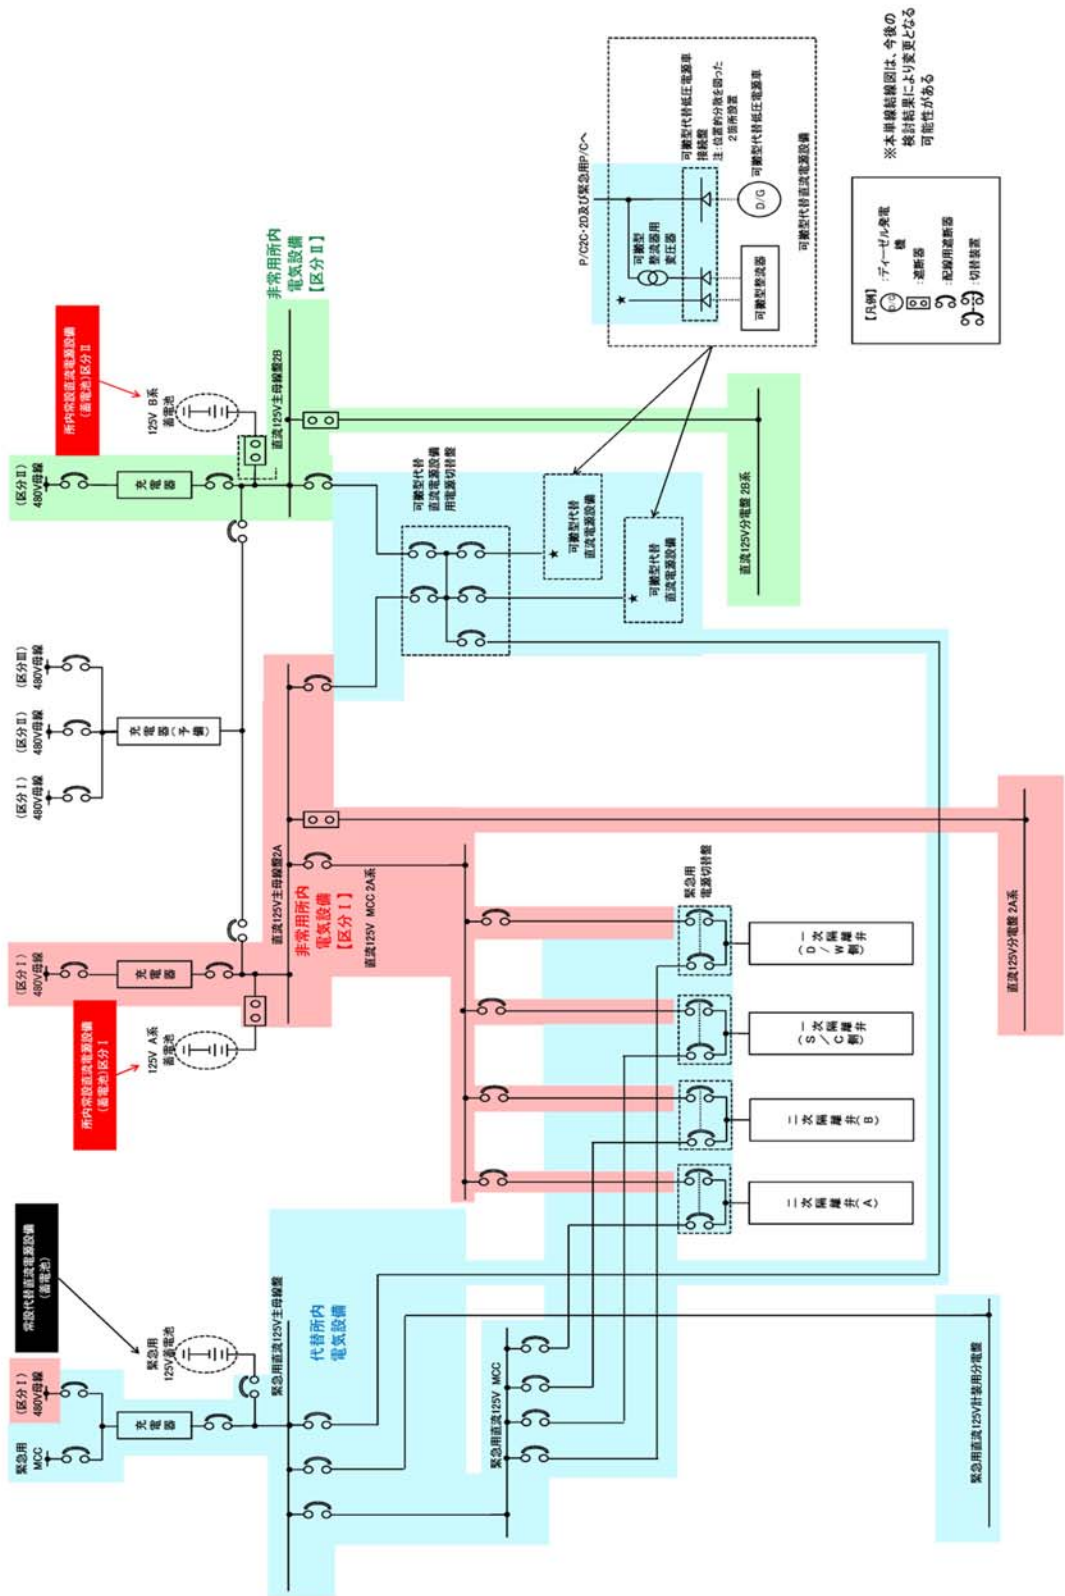 常設代替直流電源設備
(蓄電池)
緊急用
MCC
(区分Ⅰ)
480V母線
充電器
緊急用
125V蓄電池
緊急用直流125V主母線盤
代替所内
電気設備
緊急用直流125V MCC
緊急用直流125V計装用分電盤
所内常設直流電源設備
(蓄電池)区分Ⅰ
(区分Ⅰ)
480V母線
充電器
125V A系
蓄電池
直流125V主母線盤2A
非常用所内
電気設備
【区分Ⅰ】
直流125V MCC 2A系
(区分Ⅰ)
480V母線
(区分Ⅱ)
480V母線
(区分Ⅲ)
480V母線
充電器(予備)
緊急用
電源切替盤
二次隔離弁(A)
二次隔離弁(B)
一次隔離弁
(S/C側)
一次隔離弁
(D/W側)
直流125V分電盤 2A系
所内常設直流電源設備
(蓄電池)区分Ⅱ
(区分Ⅱ)
480V母線
充電器
125V B系
蓄電池
直流125V主母線盤2B
非常用所内
電気設備
【区分Ⅱ】
可搬型代替
直流電源設備
用電源切替盤
★
可搬型代替
直流電源設備
★
可搬型代替
直流電源設備
直流125V分電盤 2B系
P/C2C・2D及び緊急用P/Cへ
★
可搬型
整流器用
変圧器
可搬型代替低圧電源車
接続盤
注:位置的分散を図った
2箇所設置
可搬型整流器
D/G
可搬型代替低圧電源車
可搬型代替直流電源設備
【凡例】
D/G
:ディーゼル発電
機
:遮断器
:配線用遮断器
:切替装置
※本単線結線図は、今後の
検討結果により変更となる
可能性がある